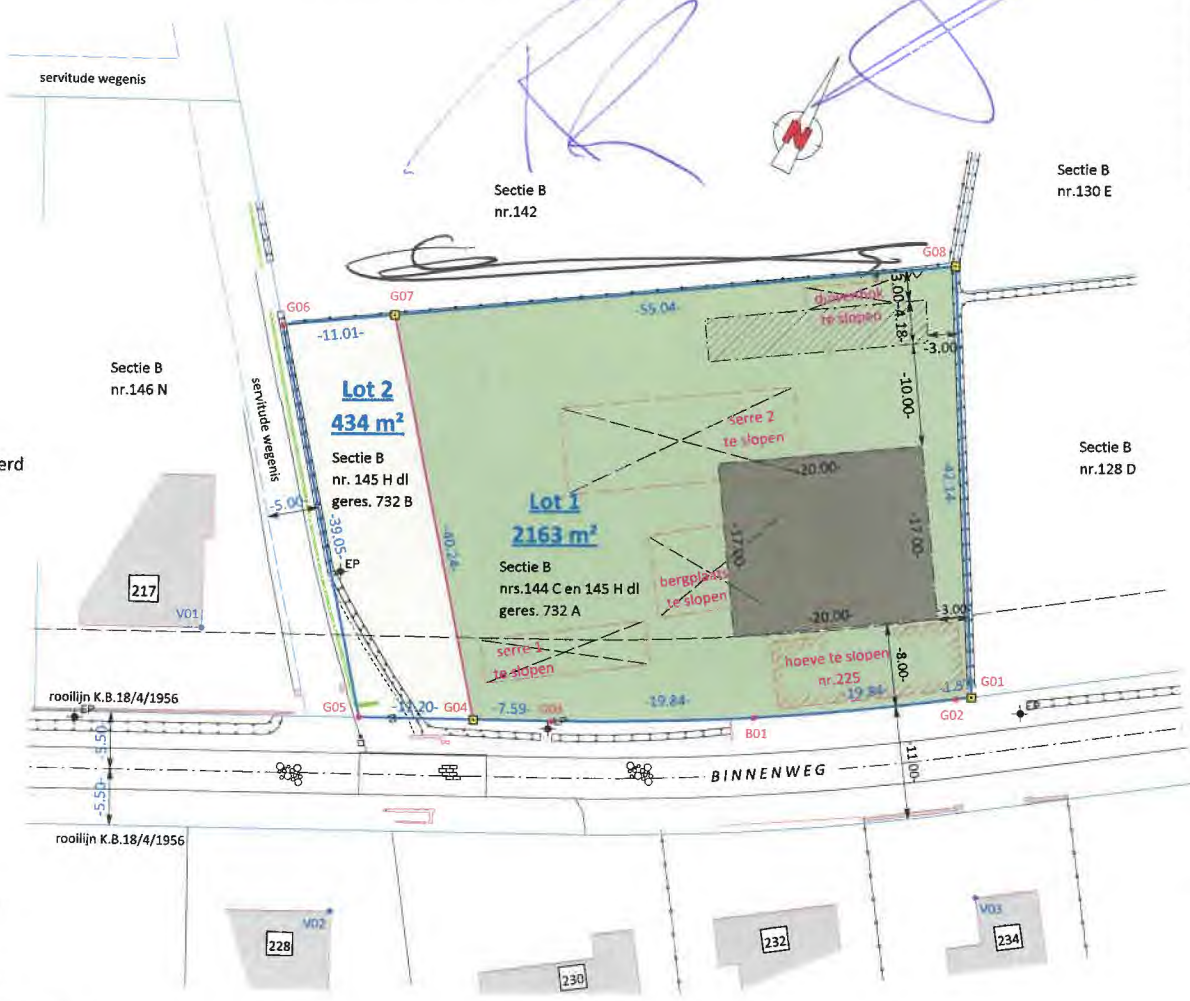 servitude wegenis
N
Sectie B
nr.142
Sectie B
nr.130 E
G08
G07
G06
-55.04-
-11.01-
duivenhok
te slopen
-3.00-
-4.18-
-3.00-
-10.00-
Sectie B
nr.146 N
servitude wegenis
Lot 2
434 m²
Sectie B
nr. 145 H dl
geres. 732 B
serre 2
te slopen
Sectie B
nr.128 D
erd
-20.00-
-42.14-
-5.00-
-39.05-
-40.24-
Lot 1
2163 m²
Sectie B
nrs.144 C en 145 H dl
geres. 732 A
-17.00-
-17.00-
EP
bergplaats
te slopen
217
V01
-20.00-
-3.00-
serre 1
te slopen
hoeve te slopen
nr.225
-8.00-
rooilijn K.B.18/4/1956
EP
G05
-11.20-
G04
-7.59-
G03
EP
-19.84-
B01
-19.84-
G02
G01
EP
-5.50-
-5.50-
BINNENWEG
-11.00-
rooilijn K.B.18/4/1956
V02
228
230
232
V03
234